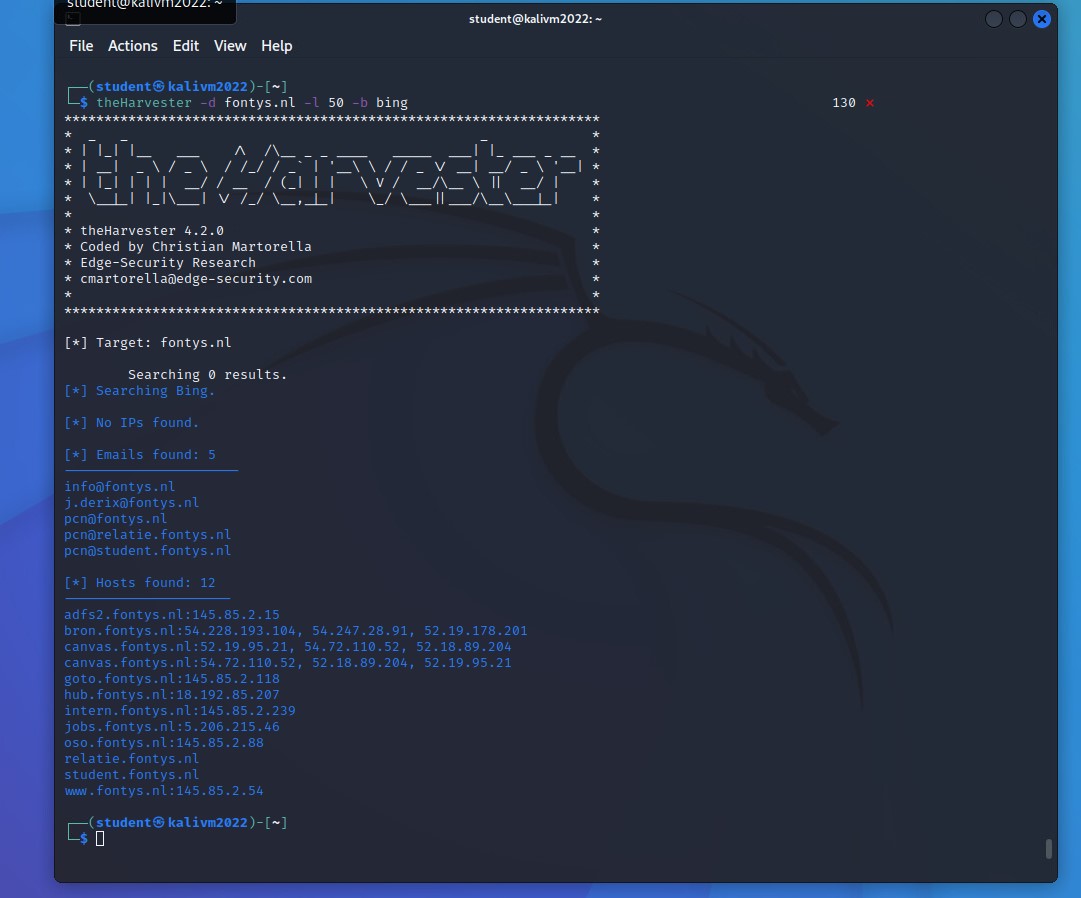 student@kalivm2022: ~
student@kalivm2022: ~
File Actions Edit View Help
┌──(student㉿kalivm2022)-[~]
└─$ theHarvester -d fontys.nl -l 50 -b bing 130 ⨯
*******************************************************************
* theHarvester *
* *
* theHarvester 4.2.0 *
* Coded by Christian Martorella *
* Edge-Security Research *
* cmartorella@edge-security.com *
* *
*******************************************************************
[*] Target: fontys.nl
Searching 0 results.
[*] Searching Bing.
[*] No IPs found.
[*] Emails found: 5
info@fontys.nl
j.derix@fontys.nl
pcn@fontys.nl
pcn@relatie.fontys.nl
pcn@student.fontys.nl
[*] Hosts found: 12
adfs2.fontys.nl:145.85.2.15
bron.fontys.nl:54.228.193.104, 54.247.28.91, 52.19.178.201
canvas.fontys.nl:52.19.95.21, 54.72.110.52, 52.18.89.204
canvas.fontys.nl:54.72.110.52, 52.18.89.204, 52.19.95.21
goto.fontys.nl:145.85.2.118
hub.fontys.nl:18.192.85.207
intern.fontys.nl:145.85.2.239
jobs.fontys.nl:5.206.215.46
oso.fontys.nl:145.85.2.88
relatie.fontys.nl
student.fontys.nl
www.fontys.nl:145.85.2.54
┌──(student㉿kalivm2022)-[~]
└─$